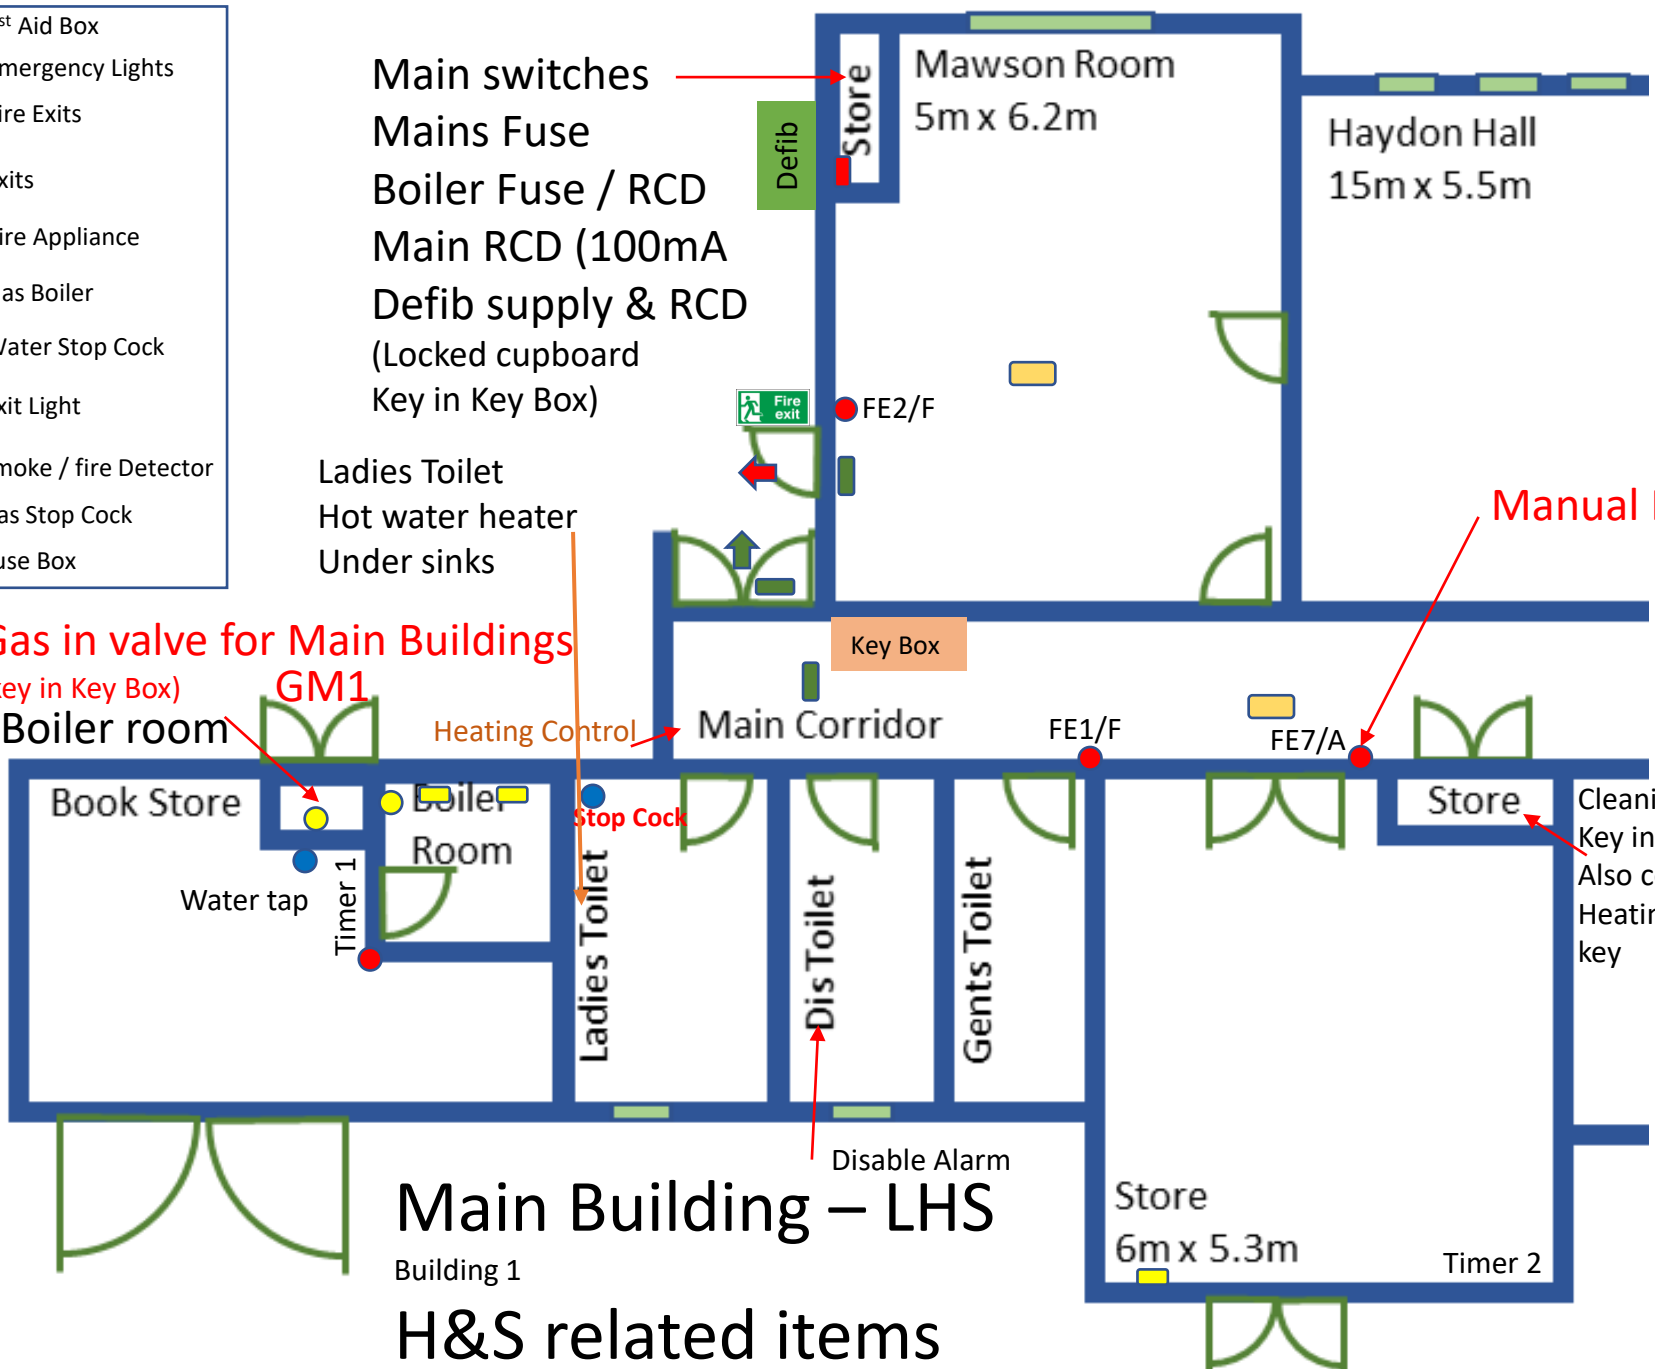 st Aid Box
mergency Lights
ire Exits
xits
ire Appliance
as Boiler
Water Stop Cock
xit Light
moke / fire Detector
as Stop Cock
use Box
Main switches
Mains Fuse
Boiler Fuse / RCD
Main RCD (100mA
Defib supply & RCD
(Locked cupboard
Key in Key Box)
Defib
Store
Mawson Room
5m x 6.2m
Haydon Hall
15m x 5.5m
Fire
exit
FE2/F
Ladies Toilet
Hot water heater
Under sinks
Manual
Gas in valve for Main Buildings
key in Key Box)
GM1
Boiler room
Key Box
Heating Control
Main Corridor
FE1/F
FE7/A
Book Store
Boiler
Room
Stop Cock
Store
Cleani
Key in
Also c
Heatin
key
Water tap
Timer 1
Ladies Toilet
Dis Toilet
Gents Toilet
Disable Alarm
Main Building – LHS
Building 1
H&S related items
Store
6m x 5.3m
Timer 2